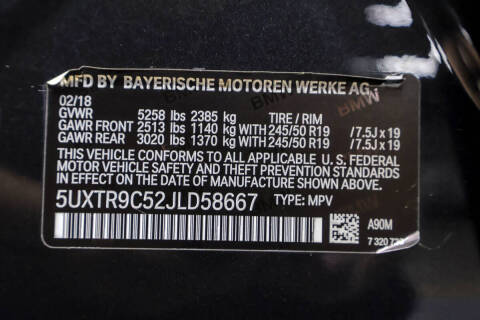 MFD BY BAYERISCHE MOTOREN WERKE AG
02/18
GVWR 5258 lbs 2385 kg TIRE / RIM
GAWR FRONT 2513 lbs 1140 kg WITH 245/50 R19 /7.5J x 19
GAWR REAR 3020 lbs 1370 kg WITH 245/50 R19 /7.5J x 19
THIS VEHICLE CONFORMS TO ALL APPLICABLE U. S. FEDERAL
MOTOR VEHICLE SAFETY AND THEFT PREVENTION STANDARDS
IN EFFECT ON THE DATE OF MANUFACTURE SHOWN ABOVE.
5UXTR9C52JLD58667 TYPE: MPV
A90M